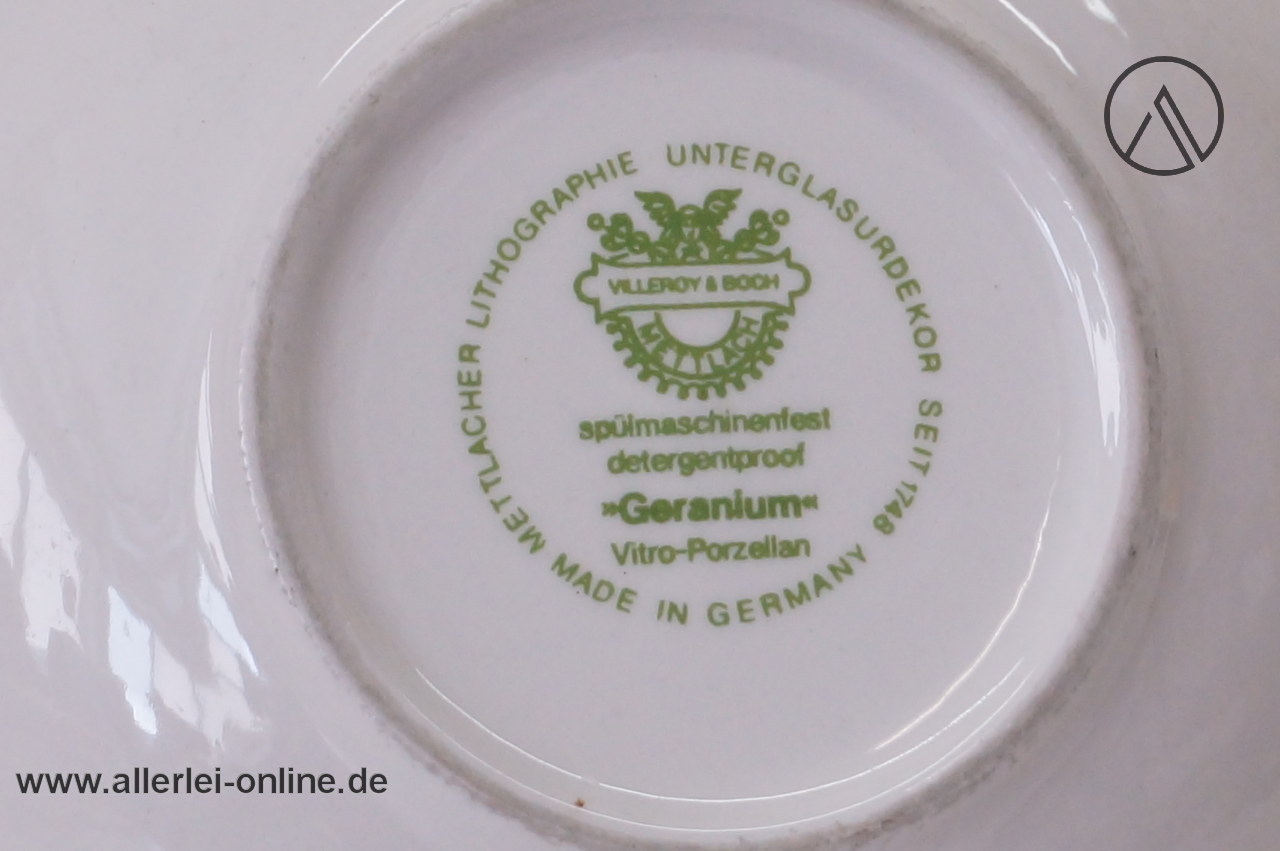 METTLACHER LITHOGRAPHIE UNTERGLASURDEKOR SEIT 1748
VILLEROY & BOCH
METTLACH
spülmaschinenfest
detergentproof
»Geranium«
Vitro-Porzellan
MADE IN GERMANY
www.allerlei-online.de